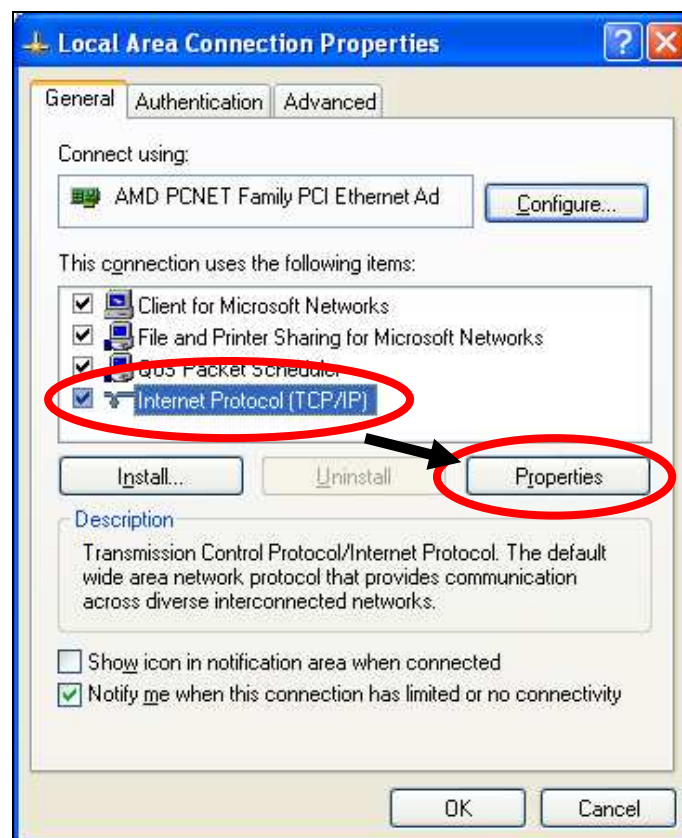 Local Area Connection Properties
General Authentication Advanced
Connect using:
AMD PCNET Family PCI Ethernet Ad
Configure...
This connection uses the following items:
Client for Microsoft Networks
File and Printer Sharing for Microsoft Networks
QoS Packet Scheduler
Internet Protocol (TCP/IP)
Install... Uninstall Properties
Description
Transmission Control Protocol/Internet Protocol. The default
wide area network protocol that provides communication
across diverse interconnected networks.
Show icon in notification area when connected
Notify me when this connection has limited or no connectivity
OK Cancel